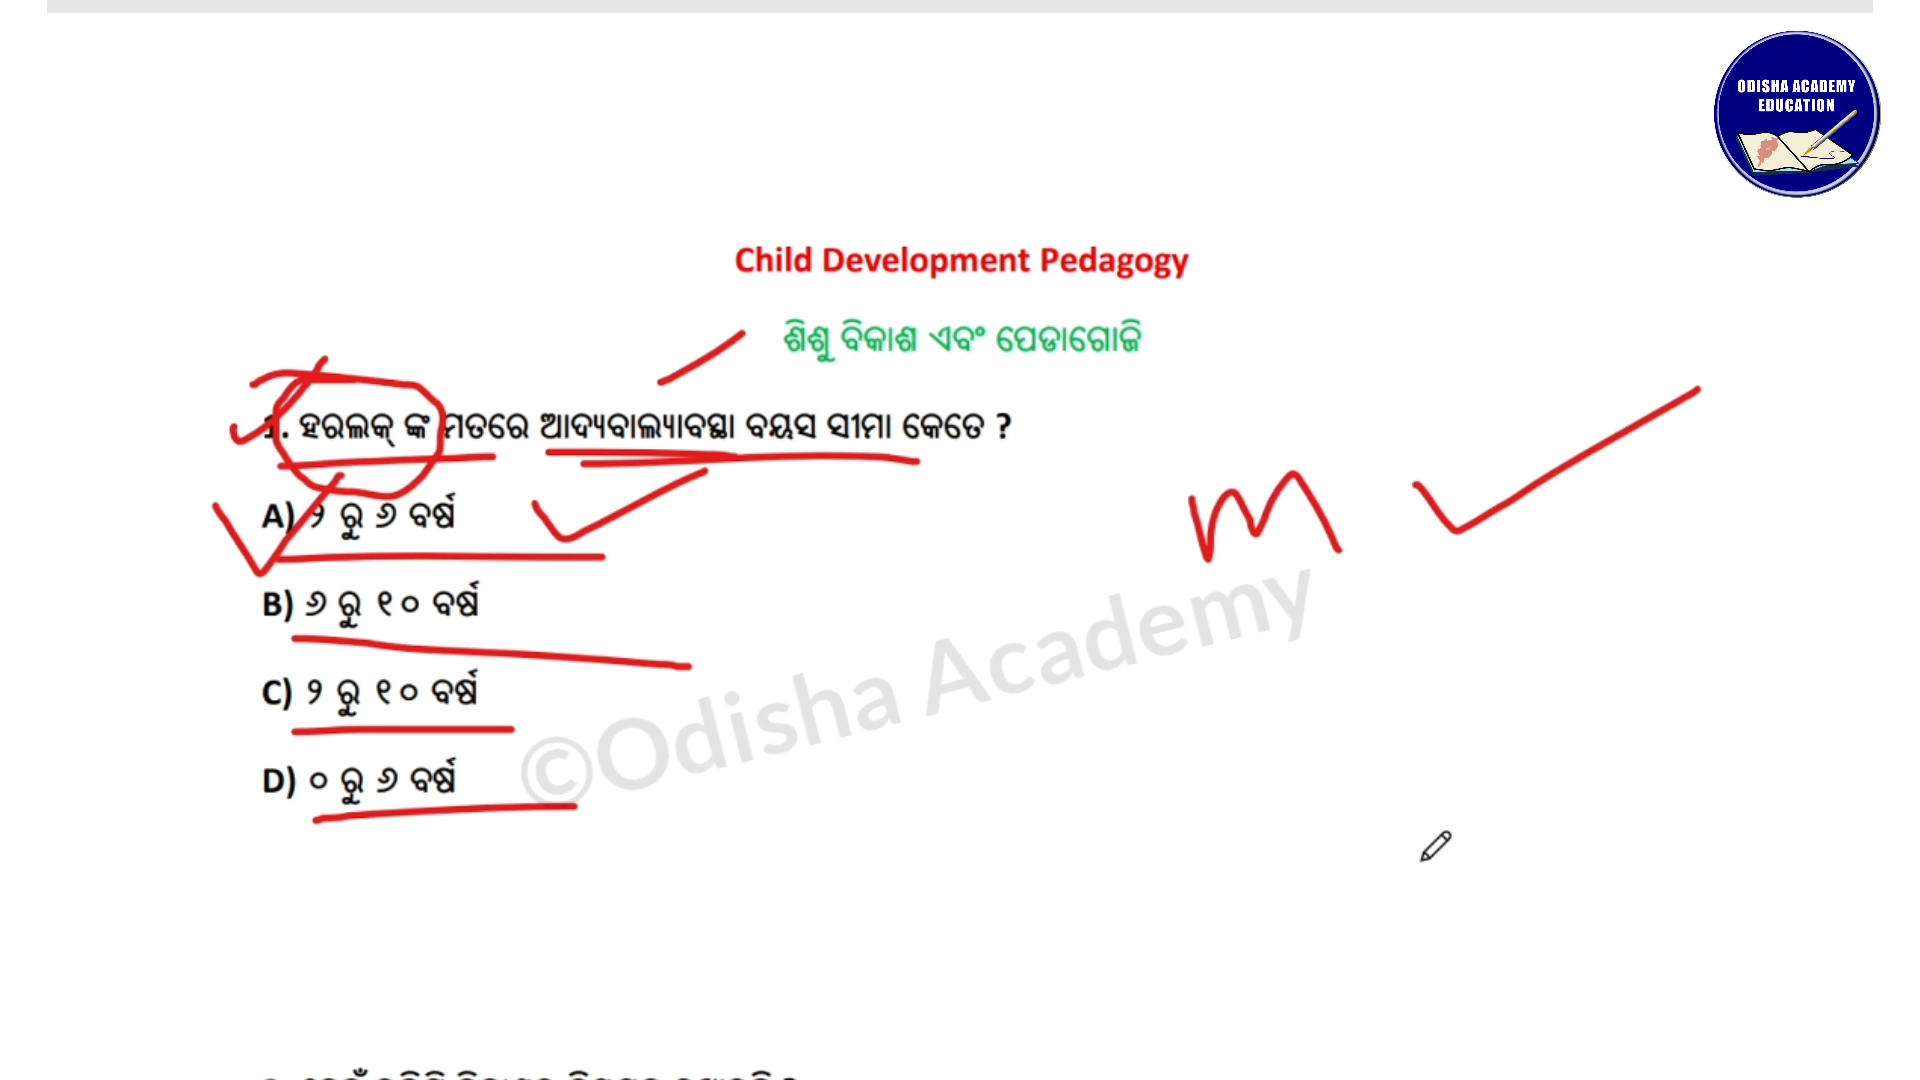 ODISHA ACADEMY
EDUCATION
Child Development Pedagogy
ଶିଶୁ ବିକାଶ ଏବଂ ପେଡାଗୋଜି
1. ହରଲକ୍ ଙ୍କ ମତରେ ଆଦ୍ୟବାଲ୍ୟାବସ୍ଥା ବୟସ ସୀମା କେତେ ?
A) ୨ ରୁ ୬ ବର୍ଷ
B) ୬ ରୁ ୧୦ ବର୍ଷ
C) ୨ ରୁ ୧୦ ବର୍ଷ
D) ୦ ରୁ ୬ ବର୍ଷ
m
©Odisha Academy